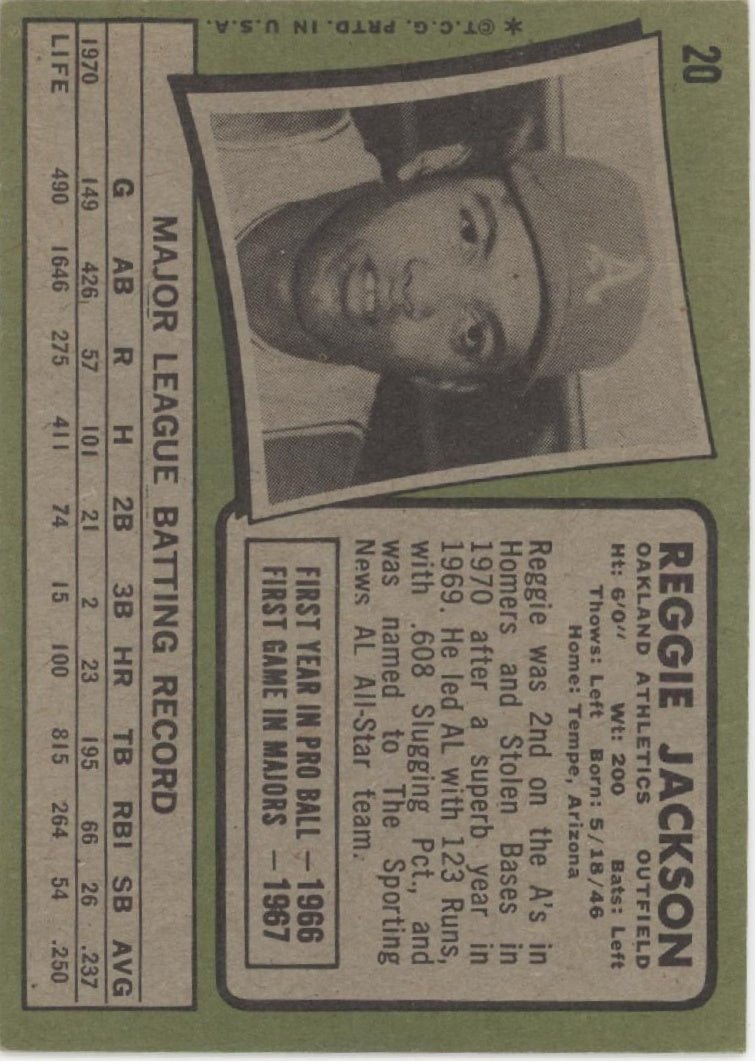 20
REGGIE JACKSON
OAKLAND ATHLETICS OUTFIELD
Ht: 6'0" Wt: 200 Bats: Left
Thows: Left Born: 5/18/46
Home: Tempe, Arizona
Reggie was 2nd on the A's in
Homers and Stolen Bases in
1970 after a superb year in
1969. He led AL with 123 Runs,
with .608 Slugging Pct., and
was named to The Sporting
News AL All-Star team.
FIRST YEAR IN PRO BALL — 1966
FIRST GAME IN MAJORS — 1967
A
MAJOR LEAGUE BATTING RECORD
G AB R H 2B 3B HR TB RBI SB AVG
1970 149 426 57 101 21 2 23 195 66 26 .237
LIFE 490 1646 275 411 74 15 100 815 264 54 .250
*©T.C.G. PRTD. IN U.S.A.